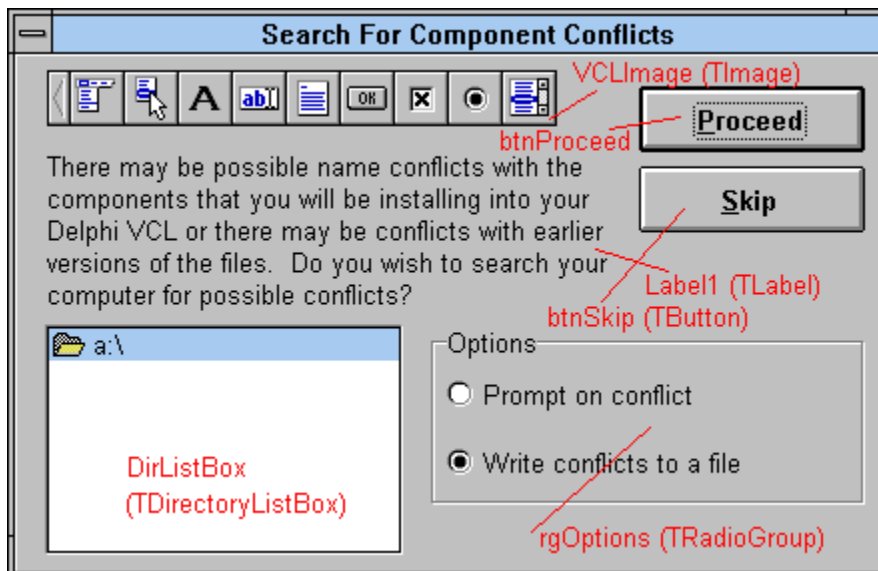 Search For Component Conflicts
A
ab
OK
VCLImage (TImage)
Proceed
btnProceed
There may be possible name conflicts with the
components that you will be installing into your
Delphi VCL or there may be conflicts with earlier
versions of the files.  Do you wish to search your
computer for possible conflicts?
Skip
Label1 (TLabel)
btnSkip (TButton)
a:\
DirListBox
(TDirectoryListBox)
Options
Prompt on conflict
Write conflicts to a file
rgOptions (TRadioGroup)